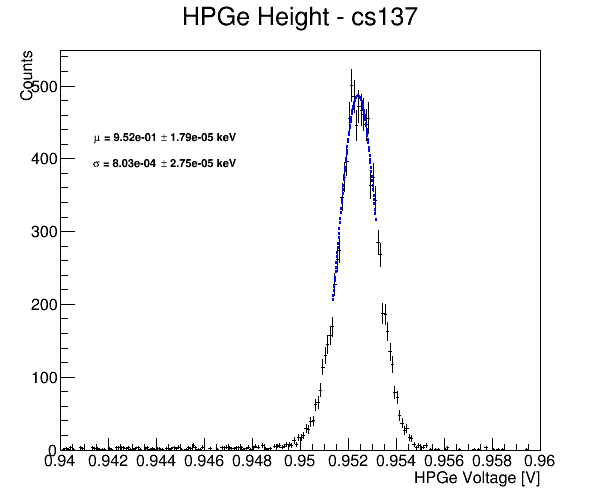 HPGe Height - cs137
Counts
500
400
300
200
100
0
μ = 9.52e-01 ± 1.79e-05 keV
σ = 8.03e-04 ± 2.75e-05 keV
0.94 0.942 0.944 0.946 0.948 0.95 0.952 0.954 0.956 0.958 0.96
HPGe Voltage [V]